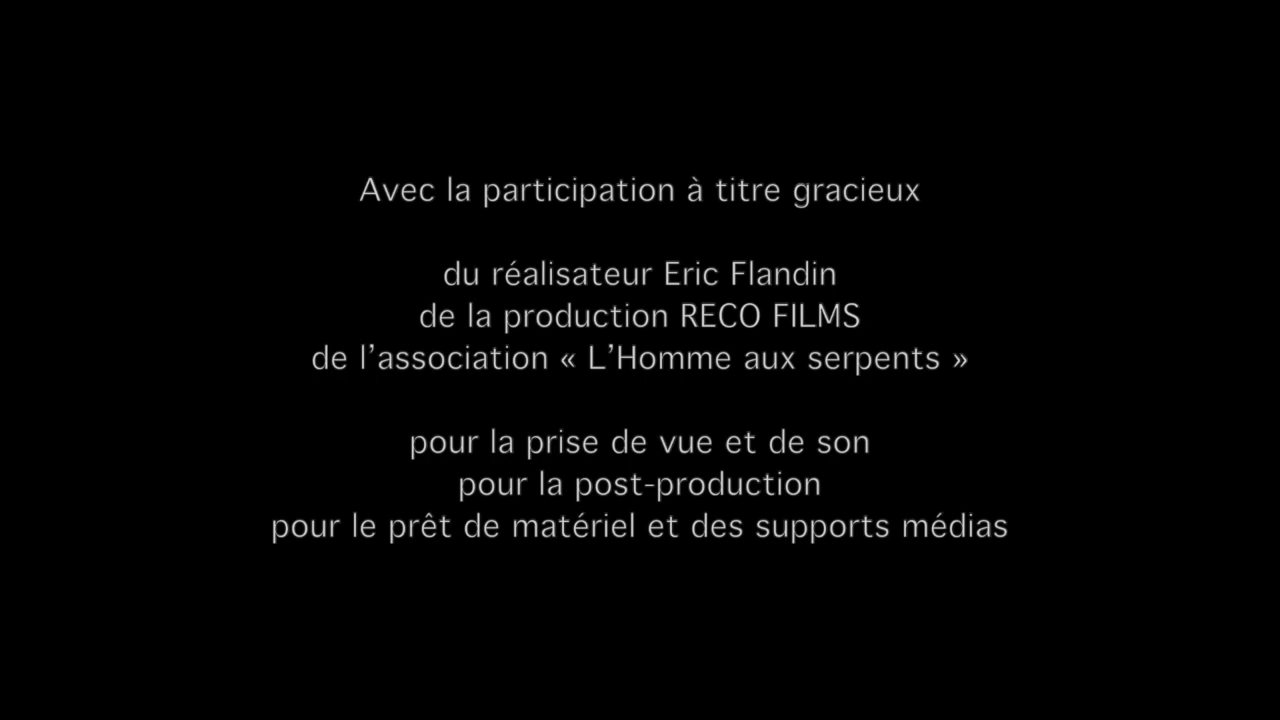 Avec la participation à titre gracieux
du réalisateur Eric Flandin
de la production RECO FILMS
de l’association « L’Homme aux serpents »
pour la prise de vue et de son
pour la post-production
pour le prêt de matériel et des supports médias